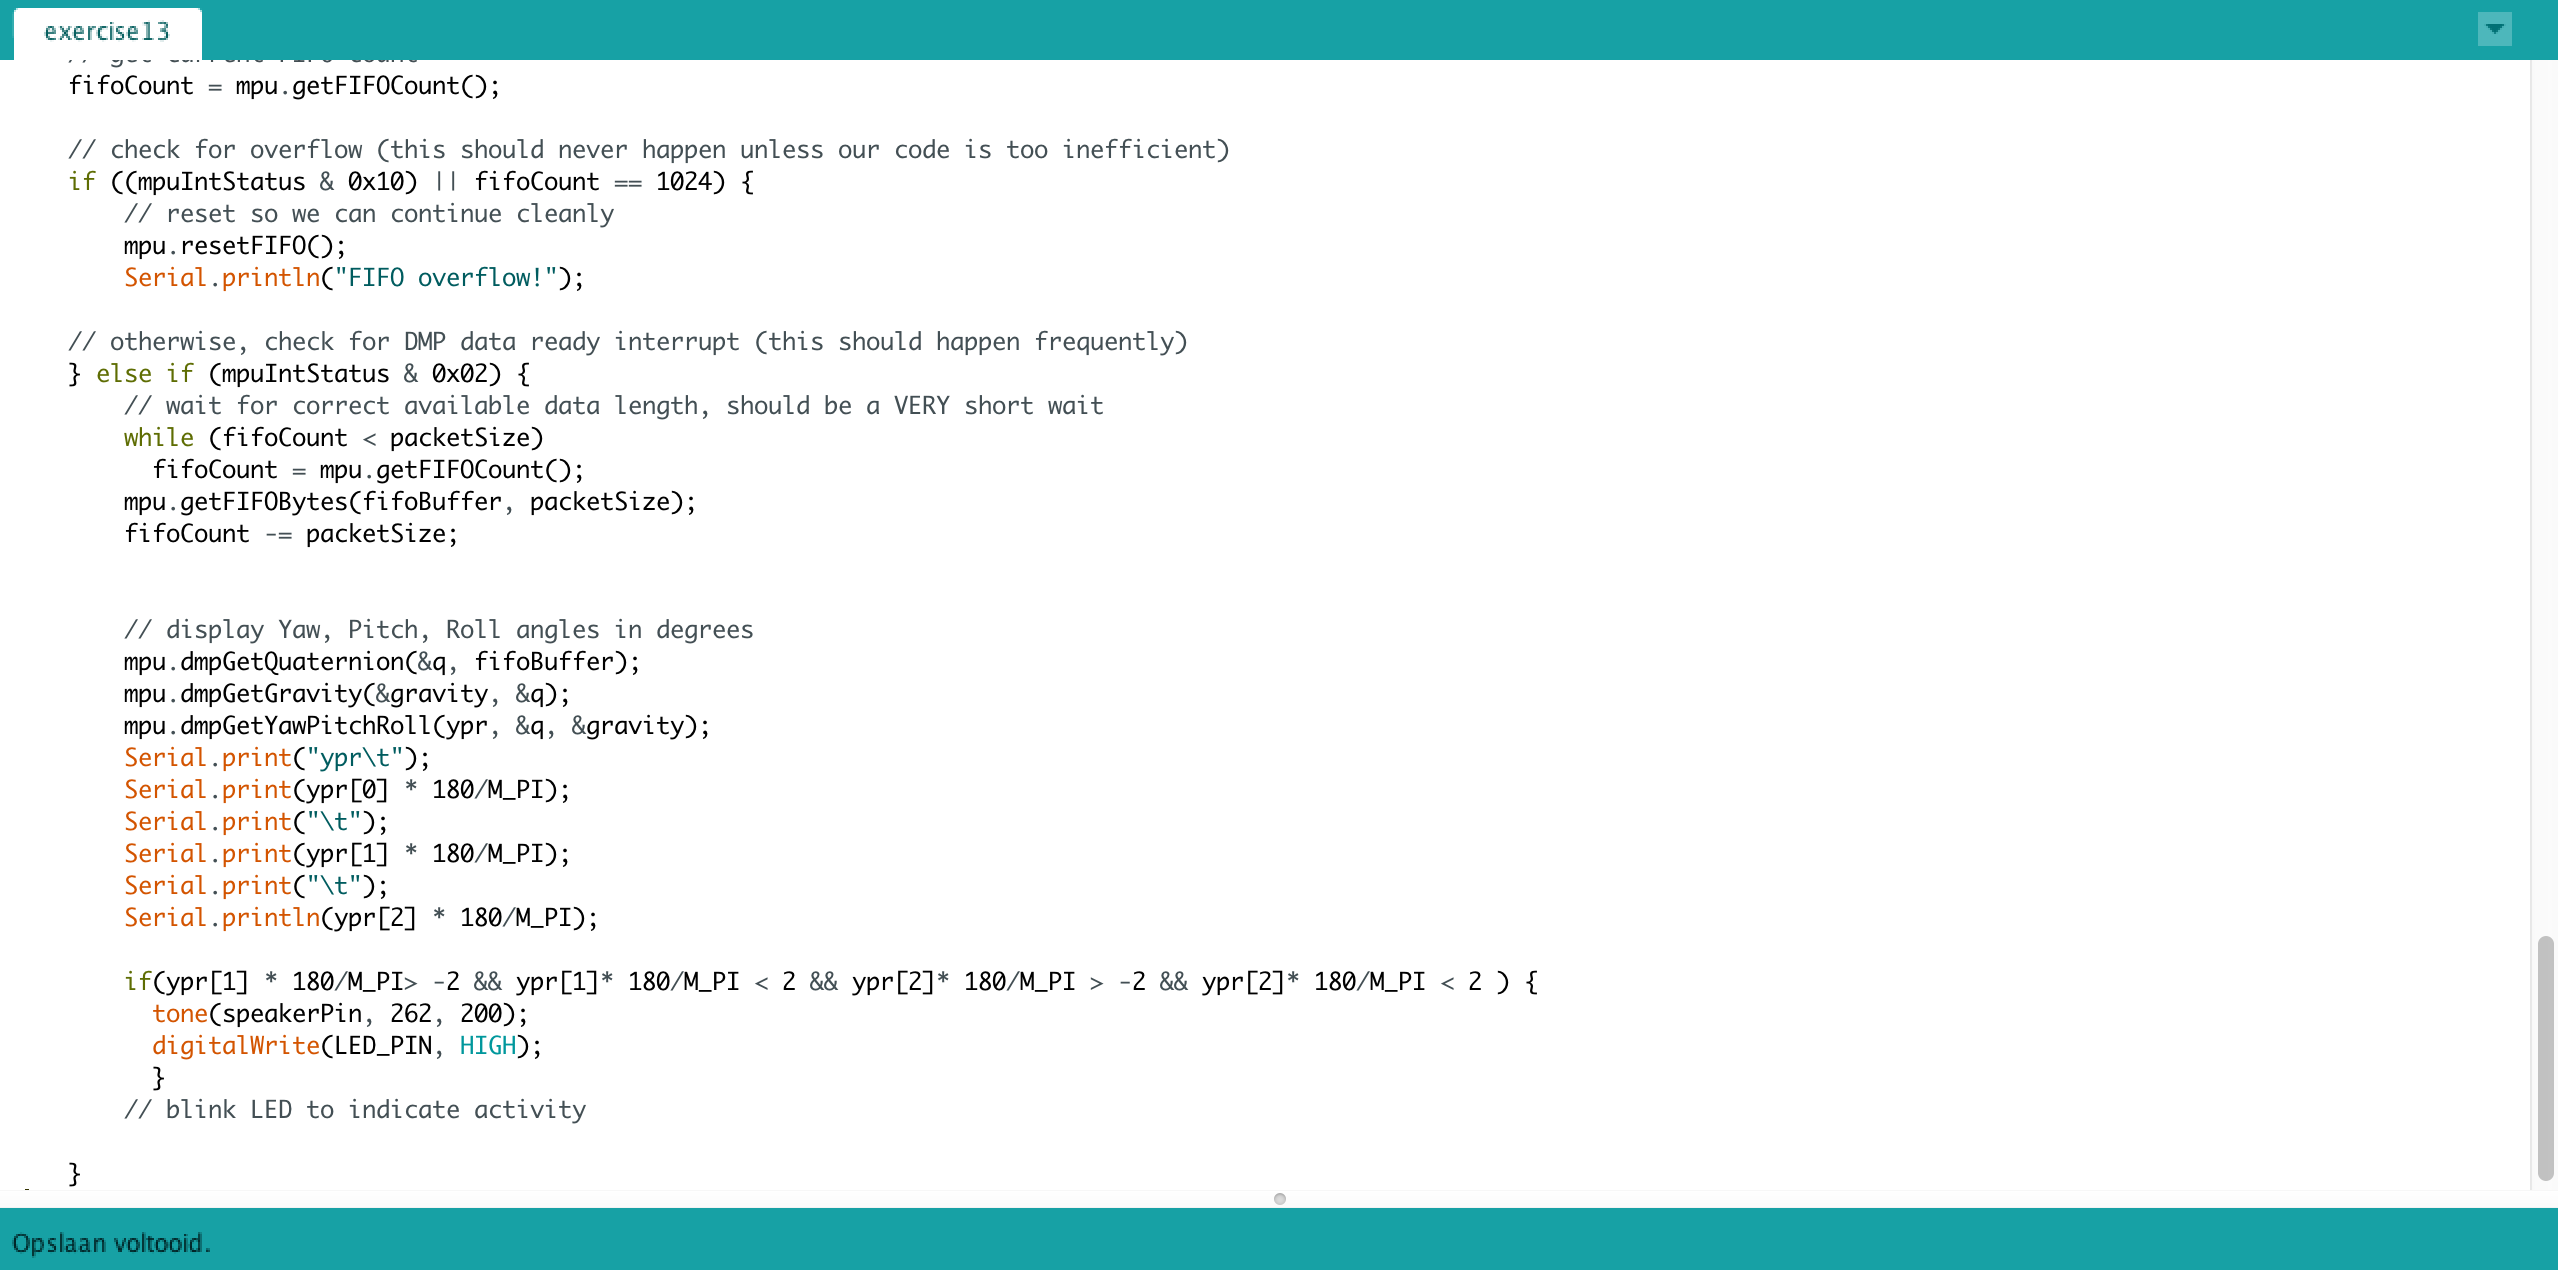 exercise13
fifoCount = mpu.getFIFOCount();
// check for overflow (this should never happen unless our code is too inefficient)
if ((mpuIntStatus & 0x10) || fifoCount == 1024) {
// reset so we can continue cleanly
mpu.resetFIFO();
Serial.println("FIFO overflow!");
// otherwise, check for DMP data ready interrupt (this should happen frequently)
} else if (mpuIntStatus & 0x02) {
// wait for correct available data length, should be a VERY short wait
while (fifoCount < packetSize)
fifoCount = mpu.getFIFOCount();
mpu.getFIFOBytes(fifoBuffer, packetSize);
fifoCount -= packetSize;
// display Yaw, Pitch, Roll angles in degrees
mpu.dmpGetQuaternion(&q, fifoBuffer);
mpu.dmpGetGravity(&gravity, &q);
mpu.dmpGetYawPitchRoll(ypr, &q, &gravity);
Serial.print("ypr\t");
Serial.print(ypr[0] * 180/M_PI);
Serial.print("\t");
Serial.print(ypr[1] * 180/M_PI);
Serial.print("\t");
Serial.println(ypr[2] * 180/M_PI);
if(ypr[1] * 180/M_PI> -2 && ypr[1]* 180/M_PI < 2 && ypr[2]* 180/M_PI > -2 && ypr[2]* 180/M_PI < 2 ) {
tone(speakerPin, 262, 200);
digitalWrite(LED_PIN, HIGH);
}
// blink LED to indicate activity
}
Opslaan voltooid.